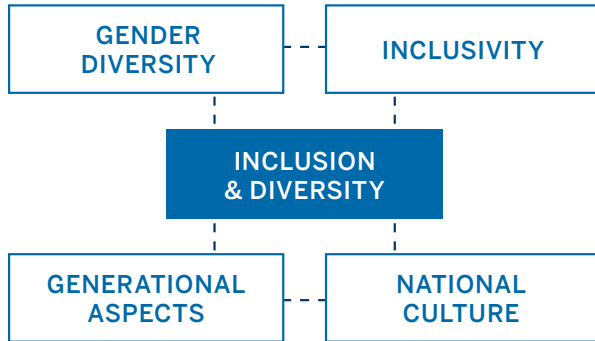 GENDER
DIVERSITY
INCLUSIVITY
INCLUSION
& DIVERSITY
GENERATIONAL
ASPECTS
NATIONAL
CULTURE